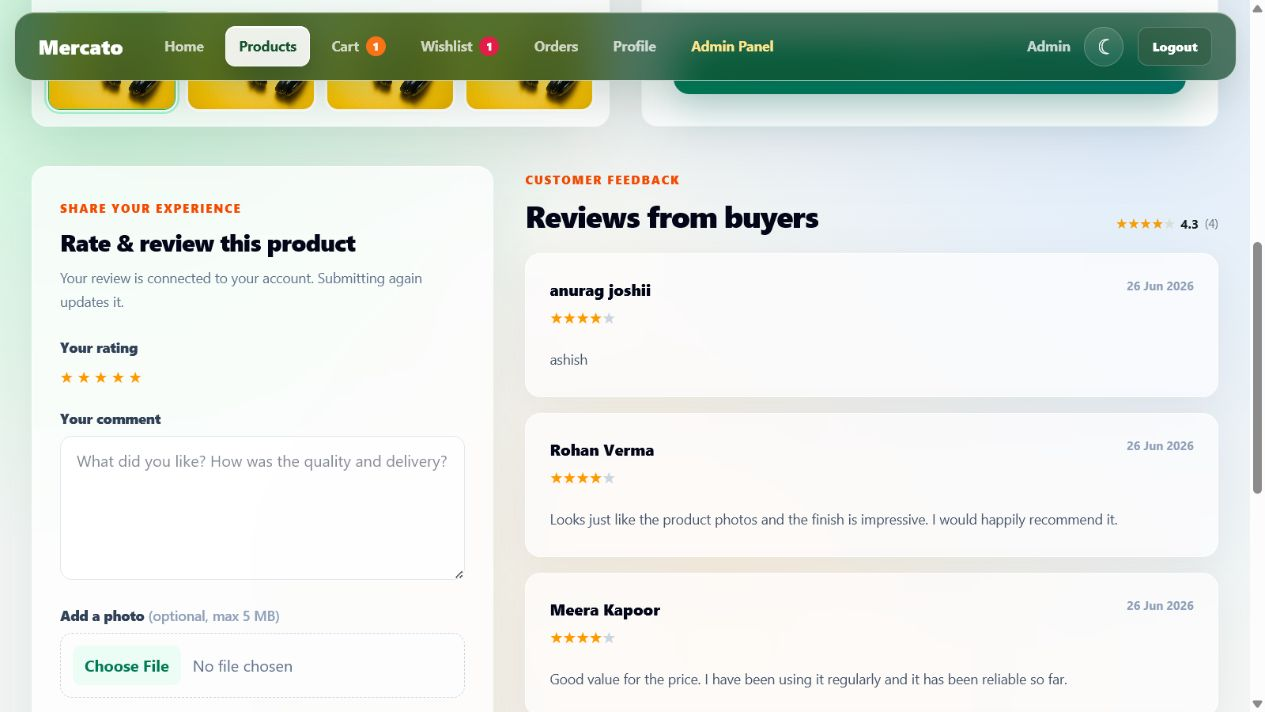 Mercato
Home
Products
Cart 1
Wishlist 1
Orders
Profile
Admin Panel
Admin
Logout
SHARE YOUR EXPERIENCE
Rate & review this product
Your review is connected to your account. Submitting again
updates it.
Your rating
★ ★ ★ ★ ★
Your comment
What did you like? How was the quality and delivery?
Add a photo (optional, max 5 MB)
Choose File No file chosen
CUSTOMER FEEDBACK
Reviews from buyers
★★★★★ 4.3 (4)
anurag joshii
26 Jun 2026
★★★★★
ashish
Rohan Verma
26 Jun 2026
★★★★★
Looks just like the product photos and the finish is impressive. I would happily recommend it.
Meera Kapoor
26 Jun 2026
★★★★★
Good value for the price. I have been using it regularly and it has been reliable so far.